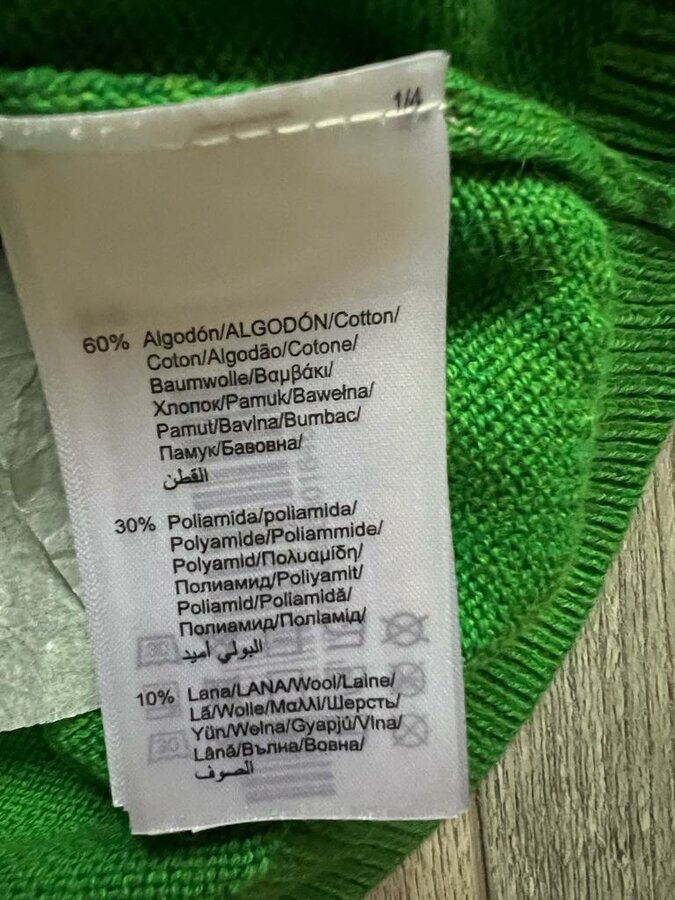 1/4
60% Algodón/ALGODÓN/Cotton/
Coton/Algodão/Cotone/
Baumwolle/Βαμβάκι/
Хлопок/Pamuk/Bawełna/
Pamut/Bavlna/Bumbac/
Памук/Бавовна/
القطن
30% Poliamida/poliamida/
Polyamide/Poliammide/
Polyamid/Πολυαμίδη/
Полиамид/Poliyamit/
Poliamid/Poliamidă/
Полиамид/Поліамід/
البولي أميد
10% Lana/LANA/Wool/Laine/
Lã/Wolle/Μαλλί/Шерсть/
Yün/Wełna/Gyapjú/Vlna/
Lână/Вълна/Вовна/
الصوف
30
30